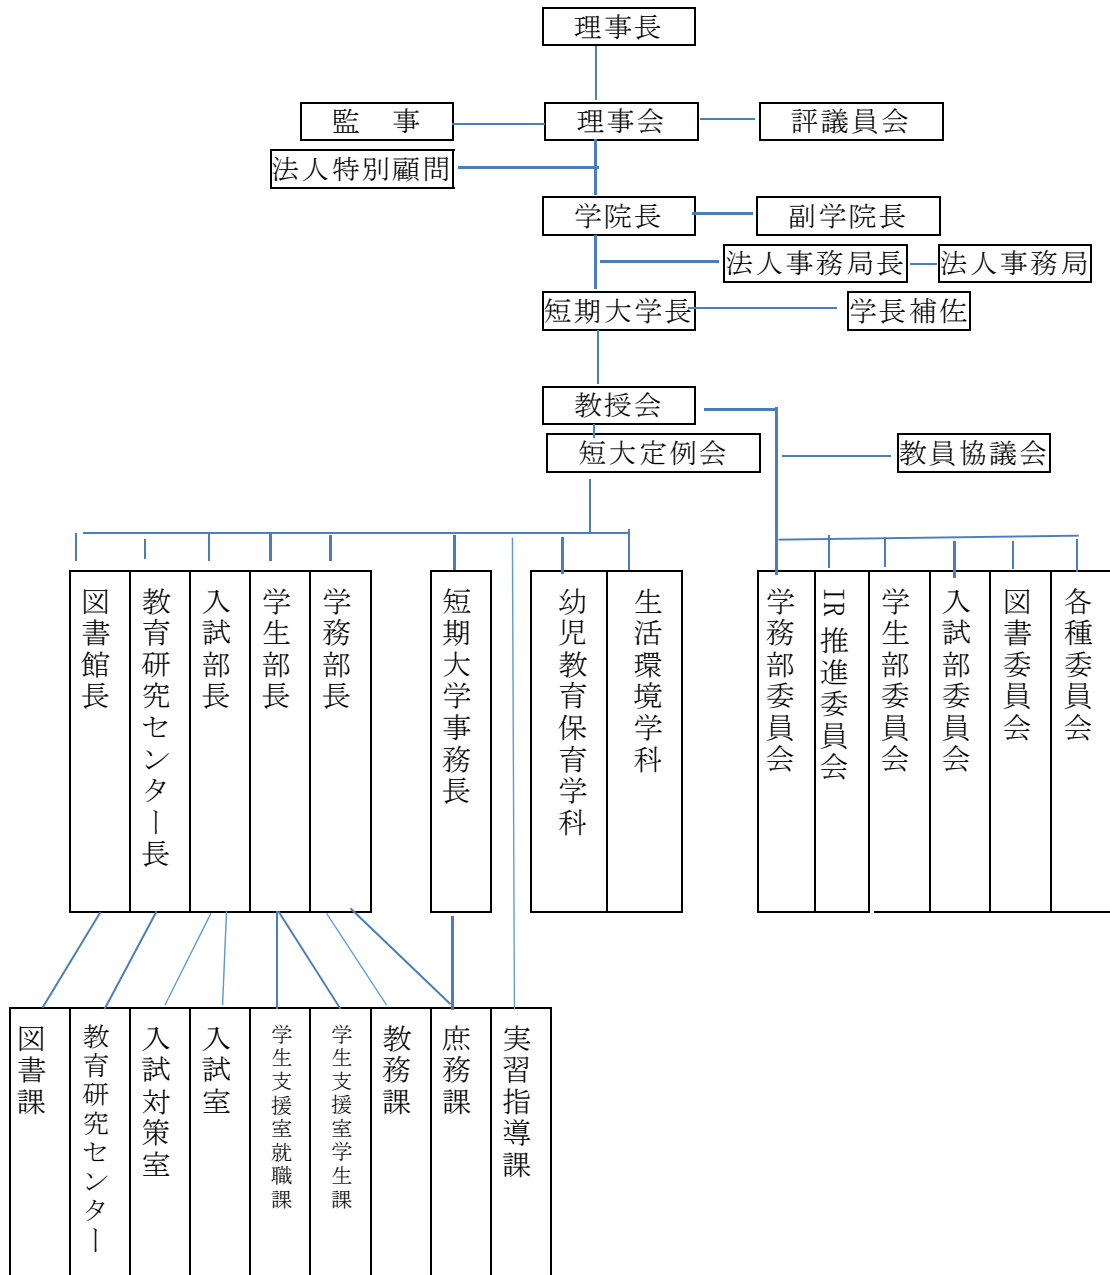 理事長
監　事
理事会
評議員会
法人特別顧問
学院長
副学院長
法人事務局長
法人事務局
短期大学長
学長補佐
教授会
短大定例会
教員協議会
図書館長
教育研究センター長
入試部長
学生部長
学務部長
短期大学事務長
幼児教育保育学科
生活環境学科
学務部委員会
IR推進委員会
学生部委員会
入試部委員会
図書委員会
各種委員会
図書課
教育研究センター
入試対策室
入試室
学生支援室就職課
学生支援室学生課
教務課
庶務課
実習指導課